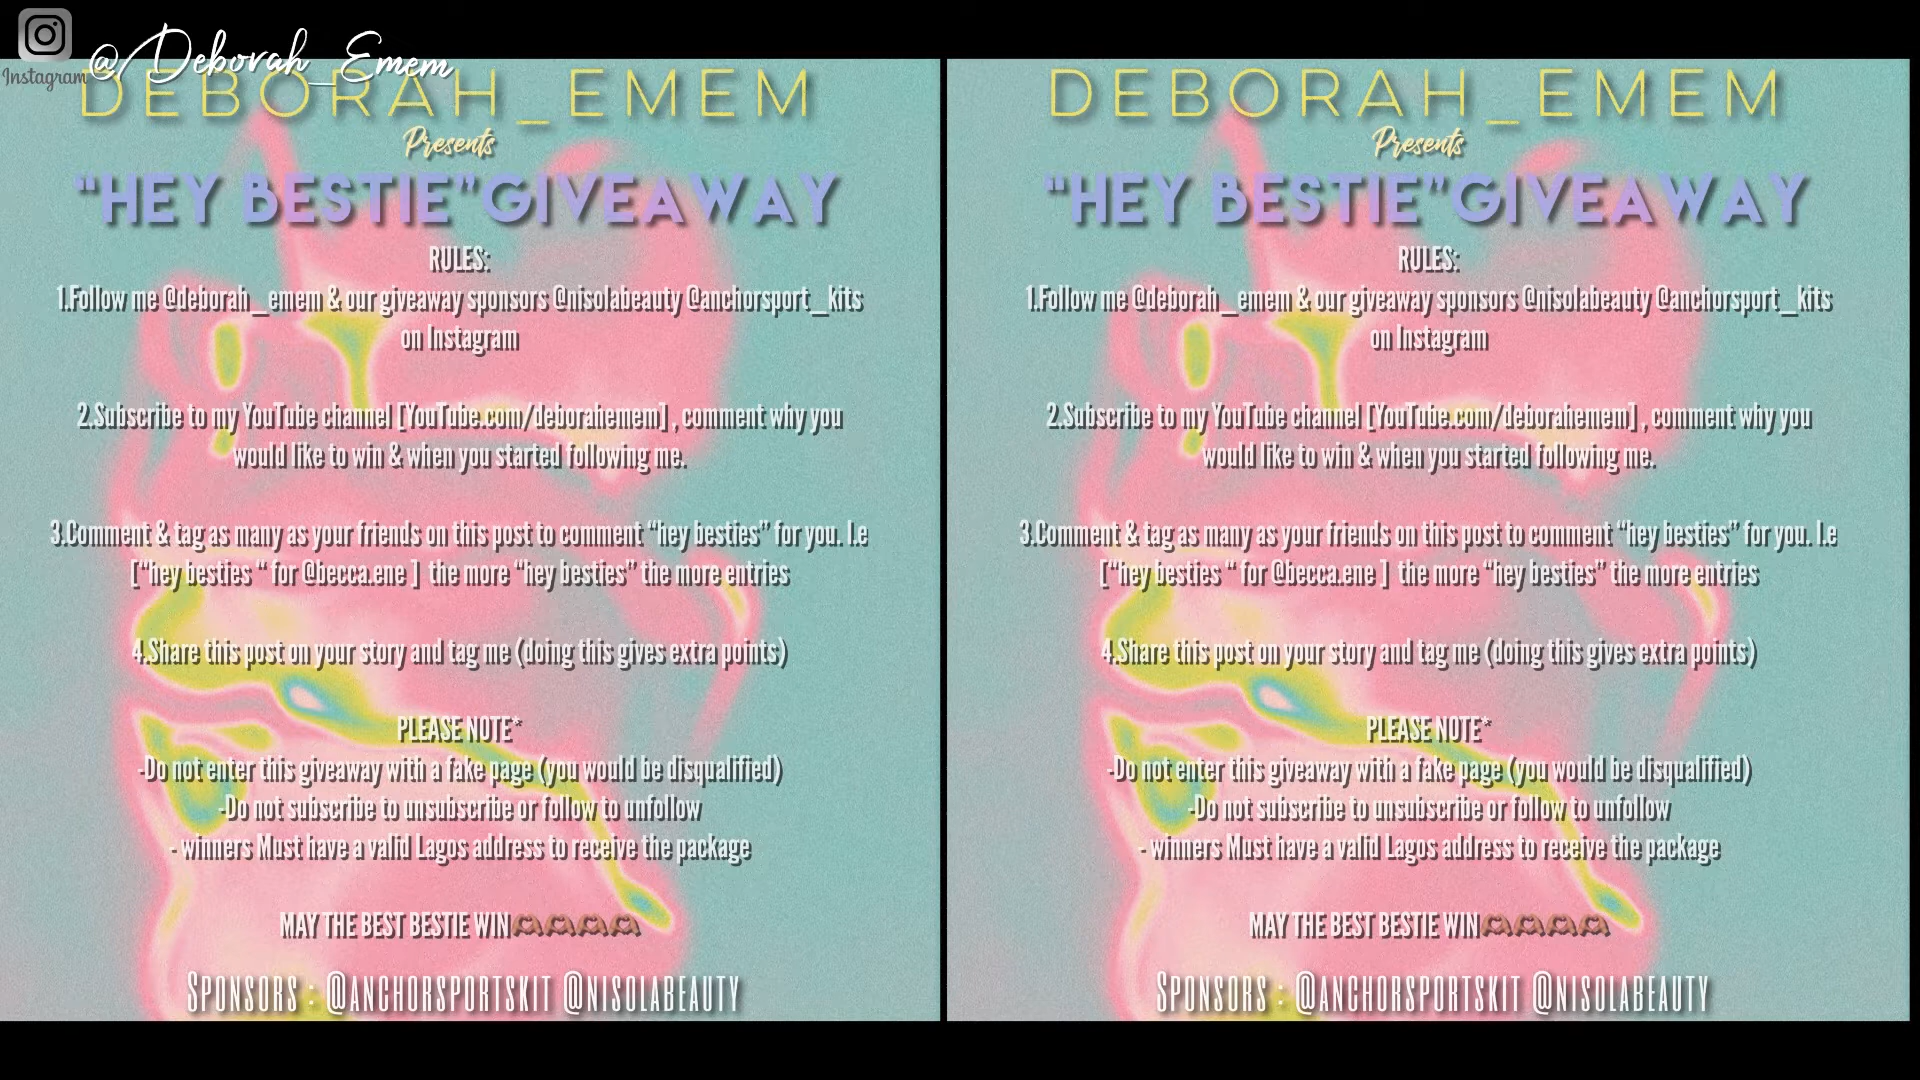 Instagram
@Deborah_Emem
DEBORAH_EMEM
Presents
“HEY BESTIE”GIVEAWAY
RULES:
1.Follow me @deborah_emem & our giveaway sponsors @nisolabeauty @anchorsport_kits
on Instagram
2.Subscribe to my YouTube channel [YouTube.com/deborahemem] , comment why you
would like to win & when you started following me.
3.Comment & tag as many as your friends on this post to comment “hey besties” for you. I.e
[“hey besties “ for @becca.ene ] the more “hey besties” the more entries
4.Share this post on your story and tag me (doing this gives extra points)
PLEASE NOTE*
-Do not enter this giveaway with a fake page (you would be disqualified)
-Do not subscribe to unsubscribe or follow to unfollow
- winners Must have a valid Lagos address to receive the package
MAY THE BEST BESTIE WIN🫶🏾🫶🏾🫶🏾🫶🏾
SPONSORS : @ANCHORSPORTSKIT @NISOLABEAUTY
DEBORAH_EMEM
Presents
“HEY BESTIE”GIVEAWAY
RULES:
1.Follow me @deborah_emem & our giveaway sponsors @nisolabeauty @anchorsport_kits
on Instagram
2.Subscribe to my YouTube channel [YouTube.com/deborahemem] , comment why you
would like to win & when you started following me.
3.Comment & tag as many as your friends on this post to comment “hey besties” for you. I.e
[“hey besties “ for @becca.ene ] the more “hey besties” the more entries
4.Share this post on your story and tag me (doing this gives extra points)
PLEASE NOTE*
-Do not enter this giveaway with a fake page (you would be disqualified)
-Do not subscribe to unsubscribe or follow to unfollow
- winners Must have a valid Lagos address to receive the package
MAY THE BEST BESTIE WIN🫶🏾🫶🏾🫶🏾🫶🏾
SPONSORS : @ANCHORSPORTSKIT @NISOLABEAUTY